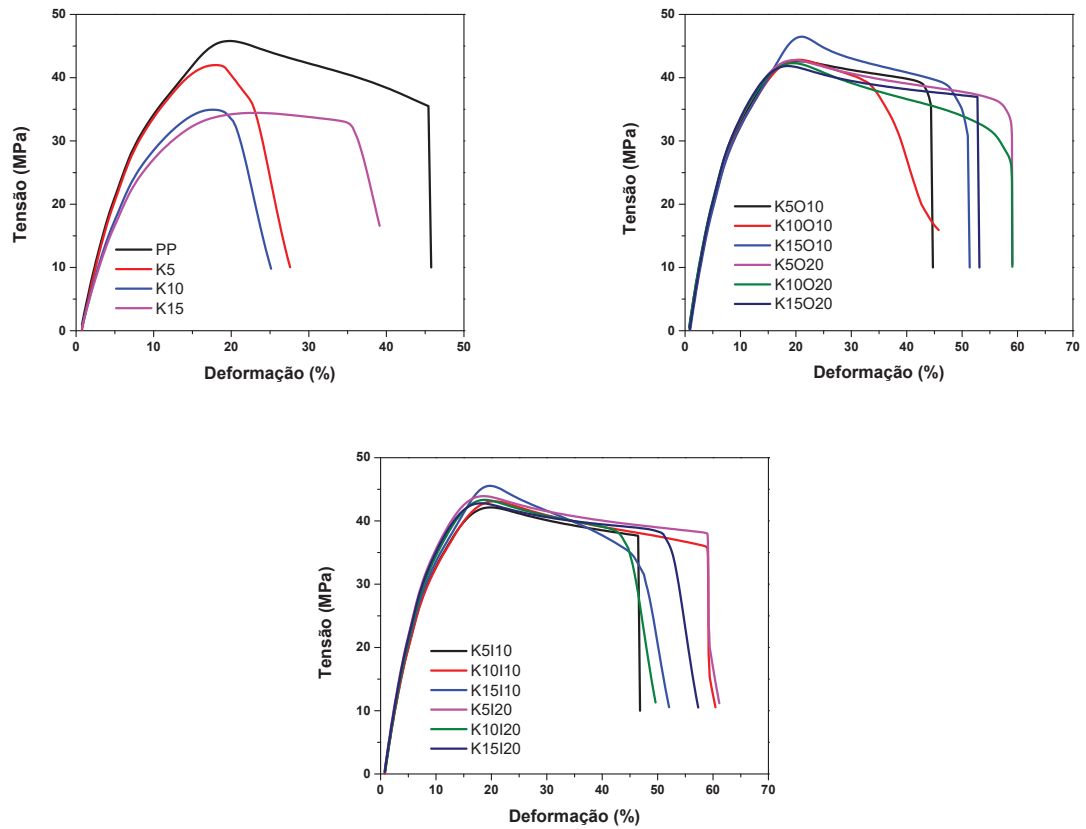 50
40
30
20
10
0
Tensão (MPa)
PP
K5
K10
K15
0 10 20 30 40 50
Deformação (%)
50
40
30
20
10
0
Tensão (MPa)
K5O10
K10O10
K15O10
K5O20
K10O20
K15O20
0 10 20 30 40 50 60 70
Deformação (%)
50
40
30
20
10
0
Tensão (MPa)
K5I10
K10I10
K15I10
K5I20
K10I20
K15I20
0 10 20 30 40 50 60 70
Deformação (%)